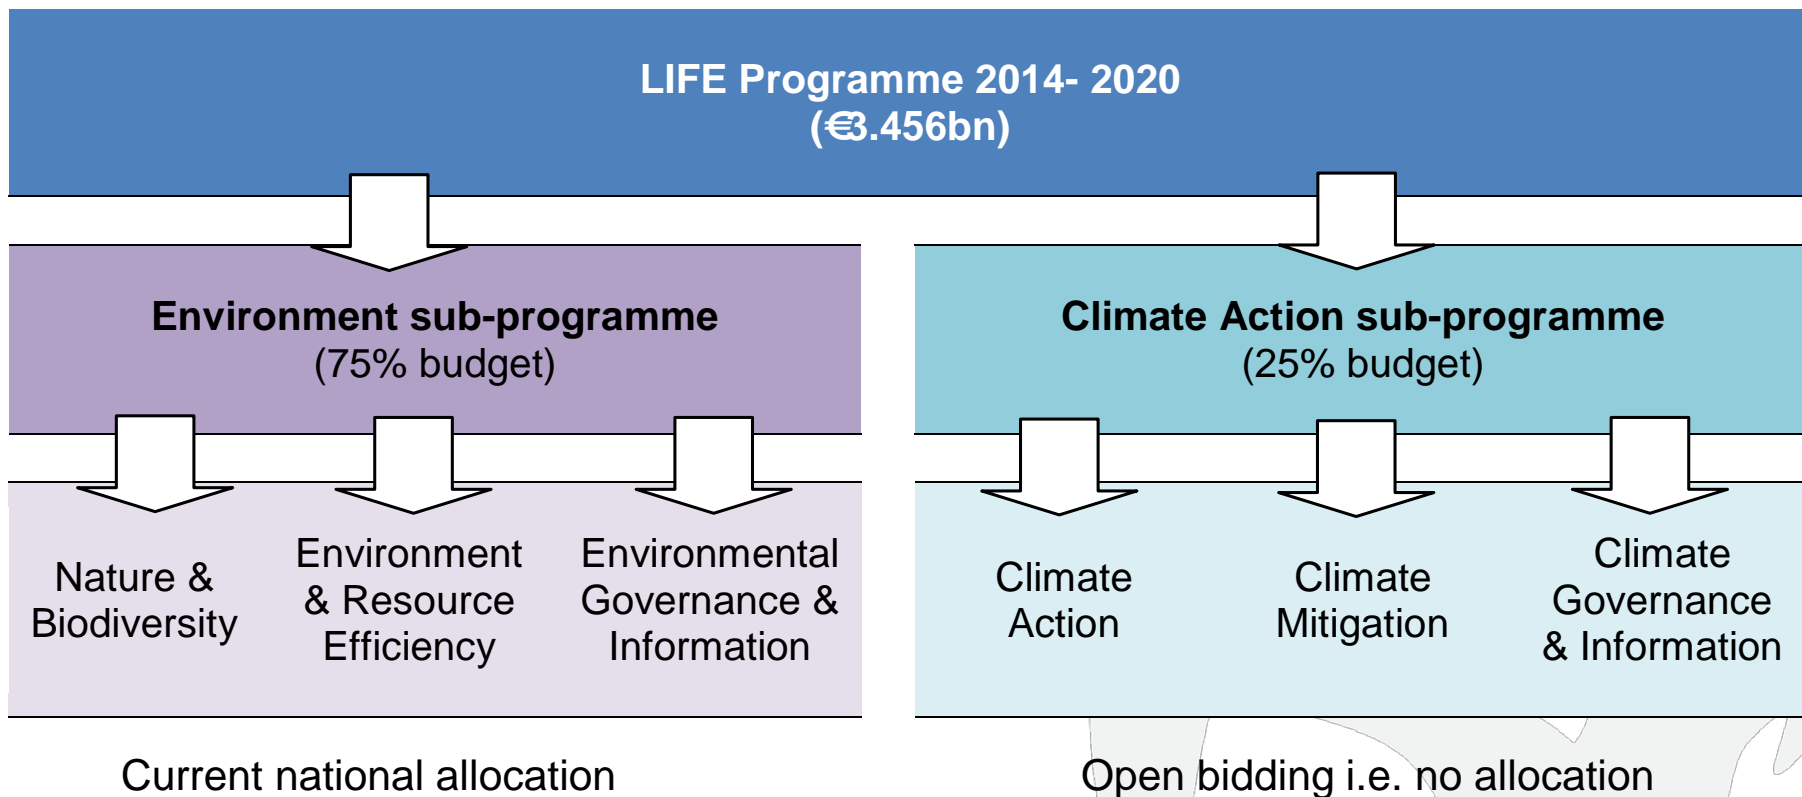 LIFE Programme 2014- 2020
(€3.456bn)
Environment sub-programme
(75% budget)
Climate Action sub-programme
(25% budget)
Nature &
Biodiversity
Environment
& Resource
Efficiency
Environmental
Governance &
Information
Climate
Action
Climate
Mitigation
Climate
Governance
& Information
Current national allocation
Open bidding i.e. no allocation